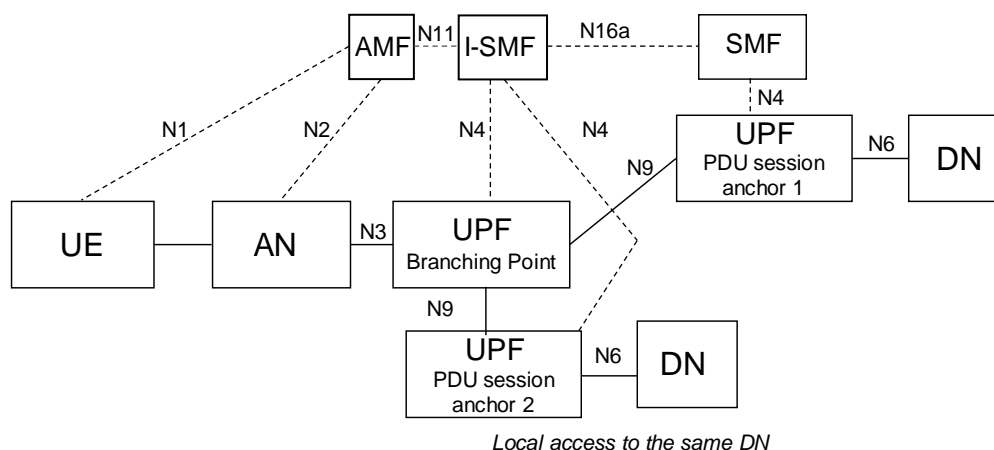 N11
N16a
AMF
I-SMF
SMF
N4
N1
N2
N4
N4
UPF
PDU session
anchor 1
N6
DN
N9
UE
AN
N3
UPF
Branching Point
N9
UPF
PDU session
anchor 2
N6
DN
Local access to the same DN